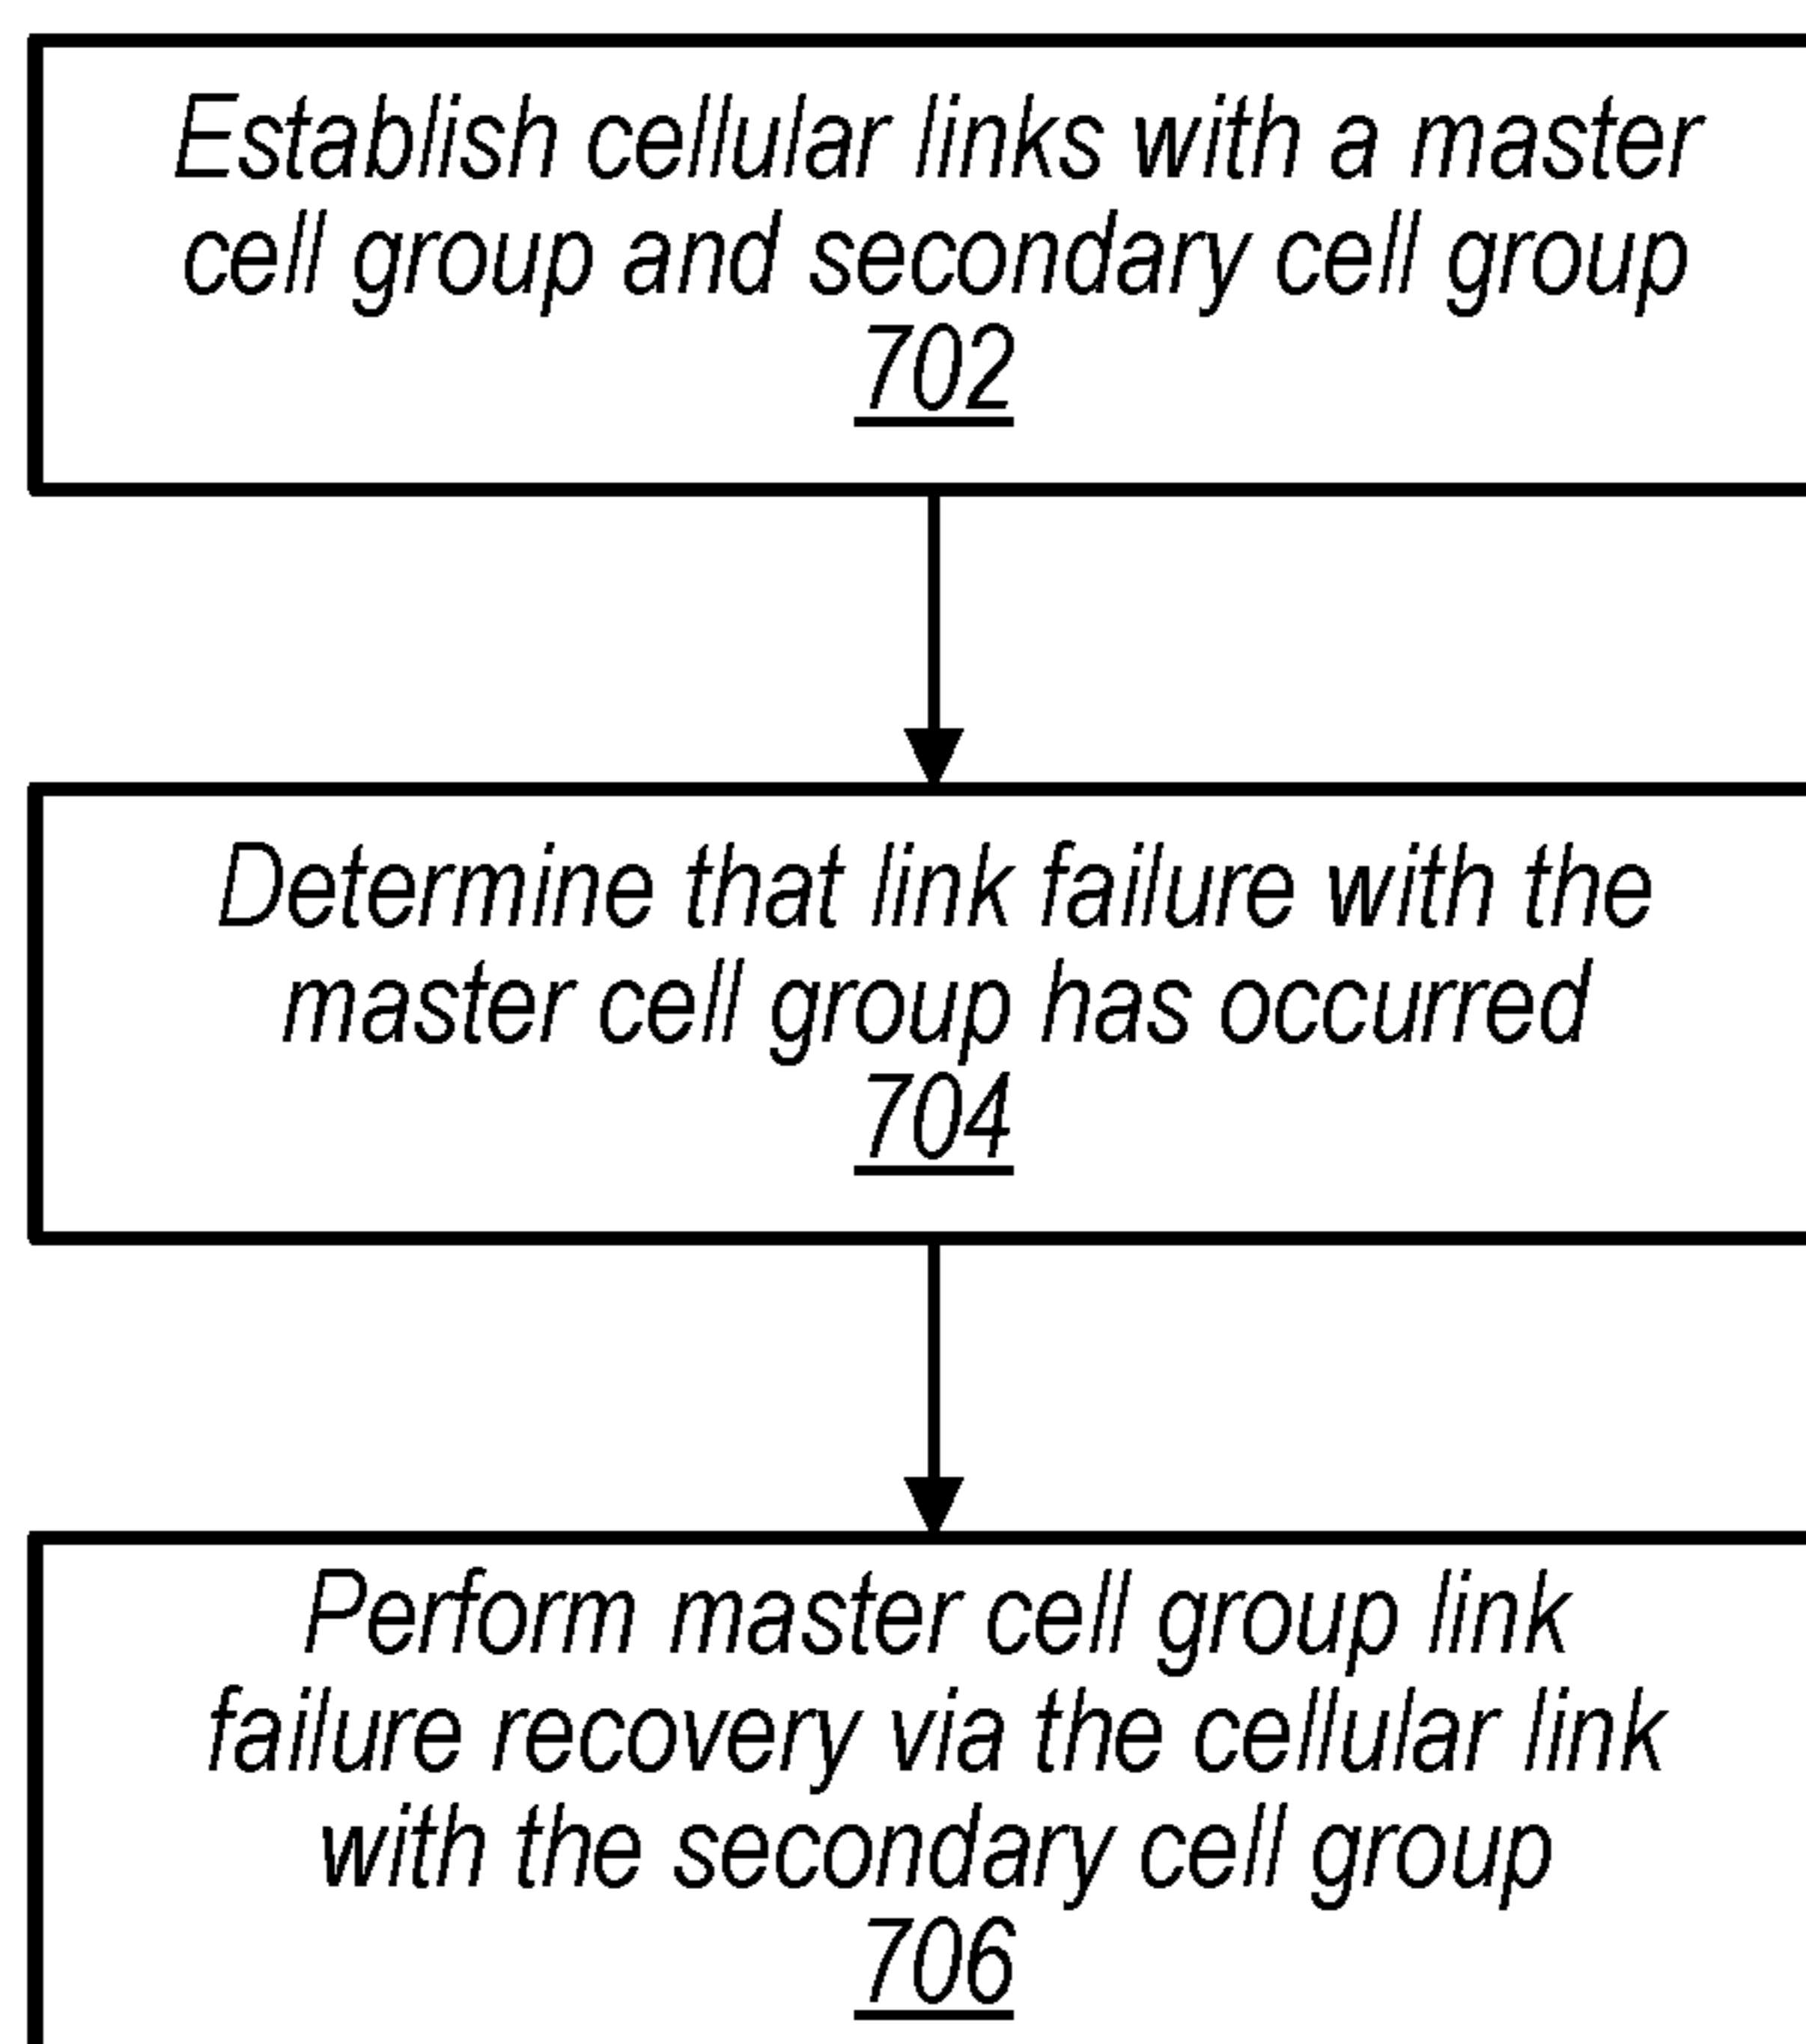 Establish cellular links with a master
cell group and secondary cell group
702
Determine that link failure with the
master cell group has occurred
704
Perform master cell group link
failure recovery via the cellular link
with the secondary cell group
706